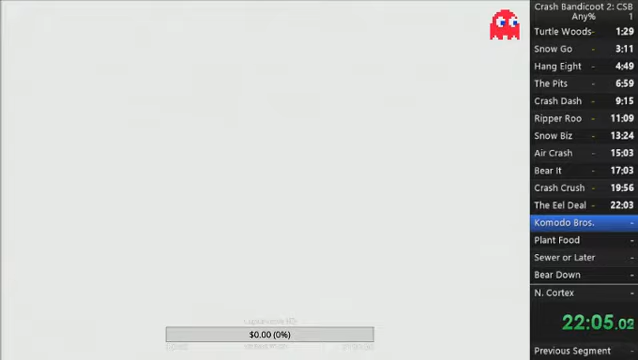 Crash Bandicoot 2: CSB
Any% 1
Turtle Woods - 1:29
Snow Go - 3:11
Hang Eight - 4:49
The Pits - 6:59
Crash Dash - 9:15
Ripper Roo - 11:09
Snow Biz - 13:24
Air Crash - 15:03
Bear It - 17:03
Crash Crush - 19:56
The Eel Deal - 22:03
Komodo Bros. -
Plant Food -
Sewer or Later -
Bear Down -
N. Cortex -
22:05.02
Previous Segment -
$0.00 (0%)